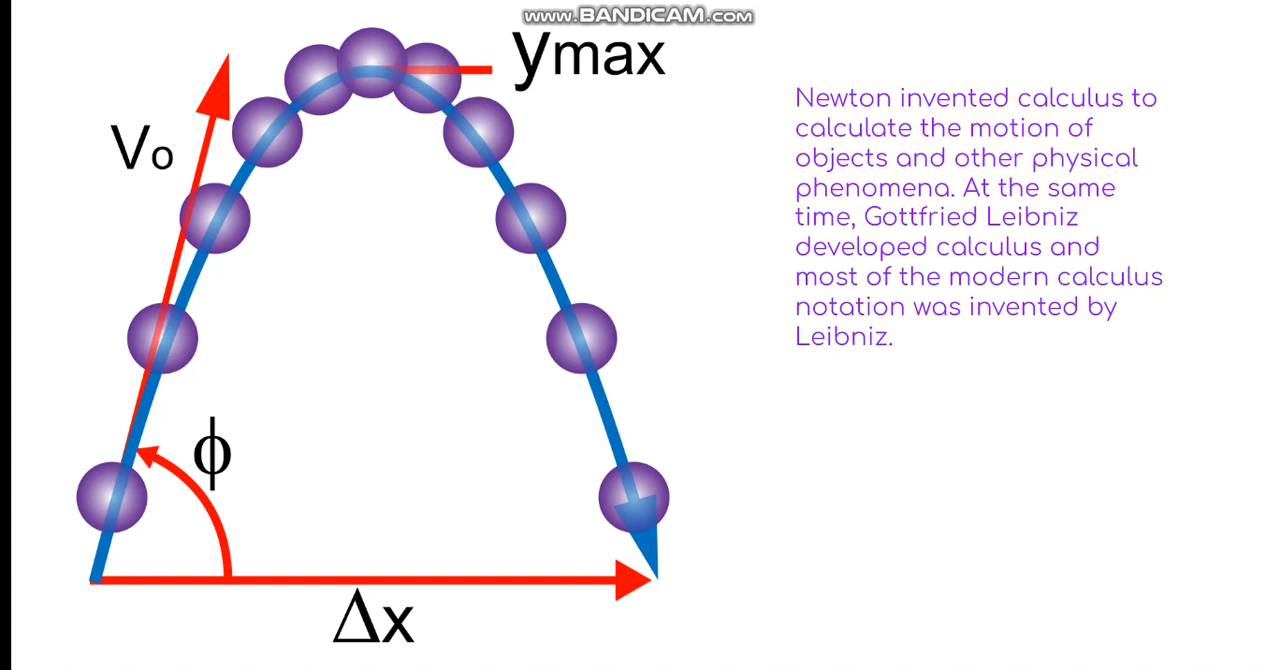 www.BANDICAM.com
ymax
Vo
ϕ
Δx
Newton invented calculus to
calculate the motion of
objects and other physical
phenomena. At the same
time, Gottfried Leibniz
developed calculus and
most of the modern calculus
notation was invented by
Leibniz.